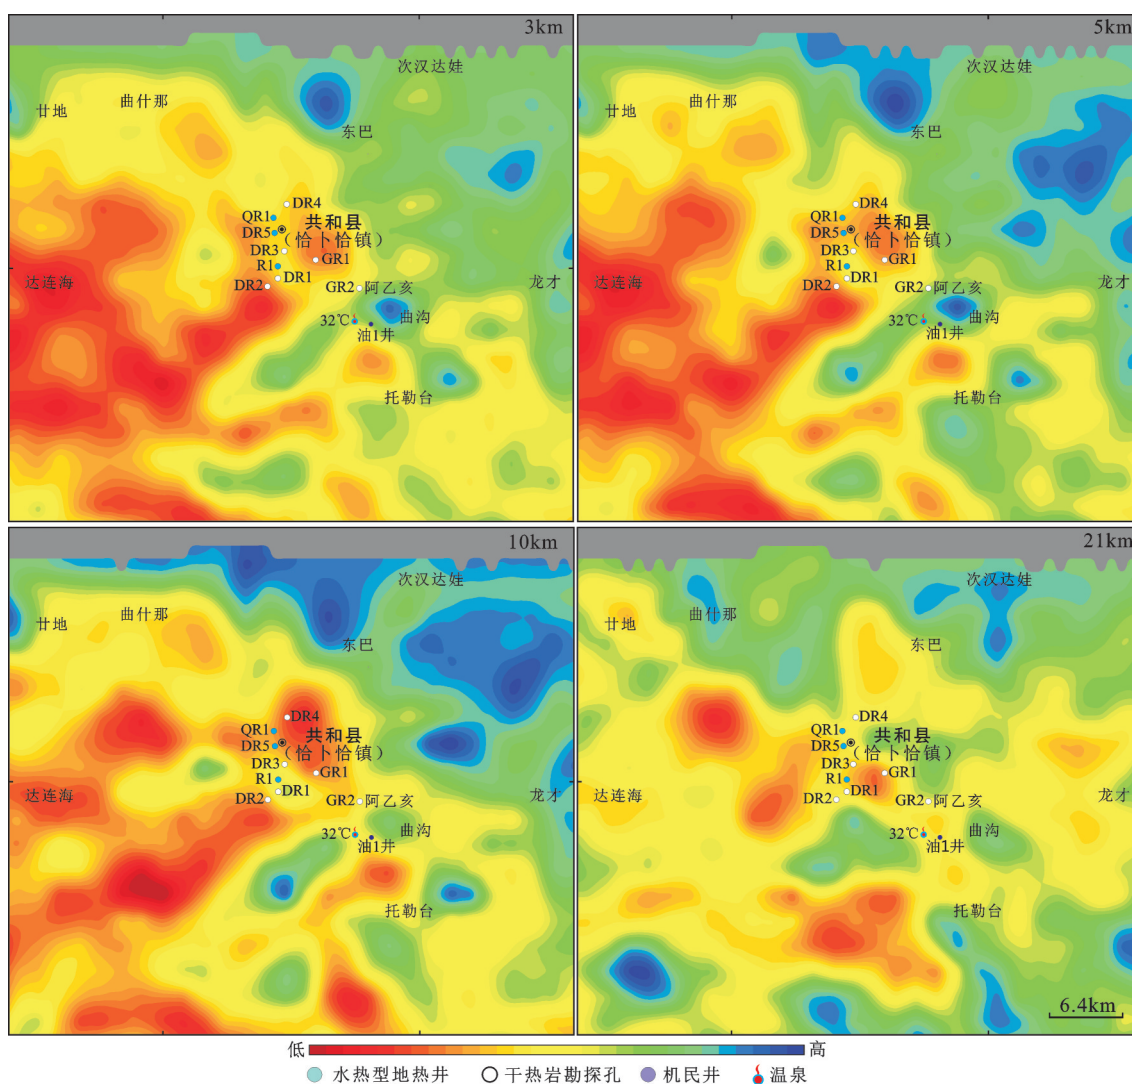 3km
次汉达娃
曲什那
廿地
东巴
DR4
QR1
共和县
DR5
(恰卜恰镇)
DR3
GR1
R1
DR1
达连海
龙才
DR2
GR2
阿乙亥
32℃
曲沟
油1井
托勒台
5km
次汉达娃
曲什那
廿地
东巴
DR4
QR1
共和县
DR5
(恰卜恰镇)
DR3
GR1
R1
DR1
达连海
龙才
DR2
GR2
阿乙亥
32℃
曲沟
油1井
托勒台
10km
次汉达娃
曲什那
廿地
东巴
DR4
QR1
共和县
DR5
(恰卜恰镇)
DR3
GR1
R1
DR1
达连海
龙才
DR2
GR2
阿乙亥
32℃
曲沟
油1井
托勒台
21km
次汉达娃
曲什那
廿地
东巴
DR4
QR1
共和县
DR5
(恰卜恰镇)
DR3
GR1
R1
DR1
达连海
龙才
DR2
GR2
阿乙亥
32℃
曲沟
油1井
托勒台
6.4km
低 高
水热型地热井 干热岩勘探孔 机民井 温泉